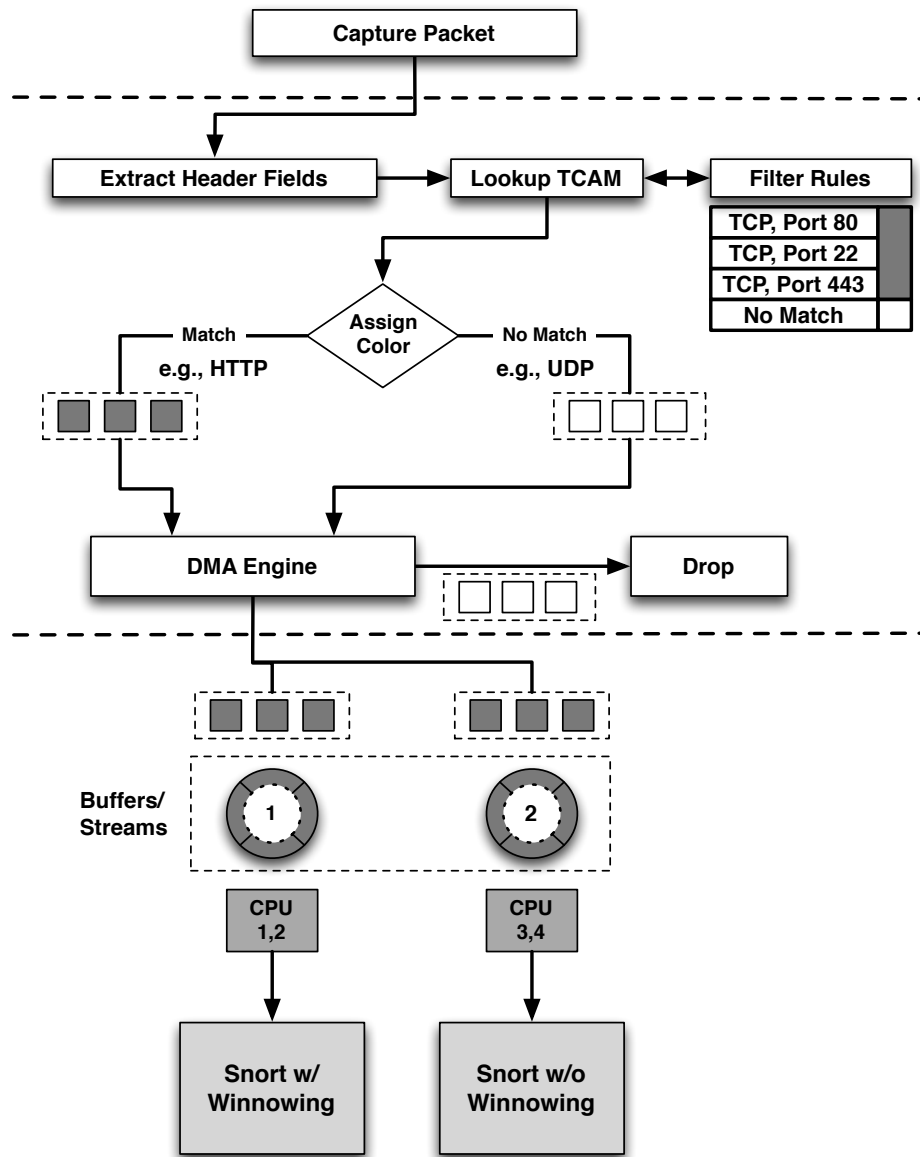 Capture Packet
Extract Header Fields
Lookup TCAM
Filter Rules
TCP, Port 80
TCP, Port 22
TCP, Port 443
No Match
Assign
Color
Match
e.g., HTTP
No Match
e.g., UDP
DMA Engine
Drop
Buffers/
Streams
1
2
CPU
1,2
CPU
3,4
Snort w/
Winnowing
Snort w/o
Winnowing